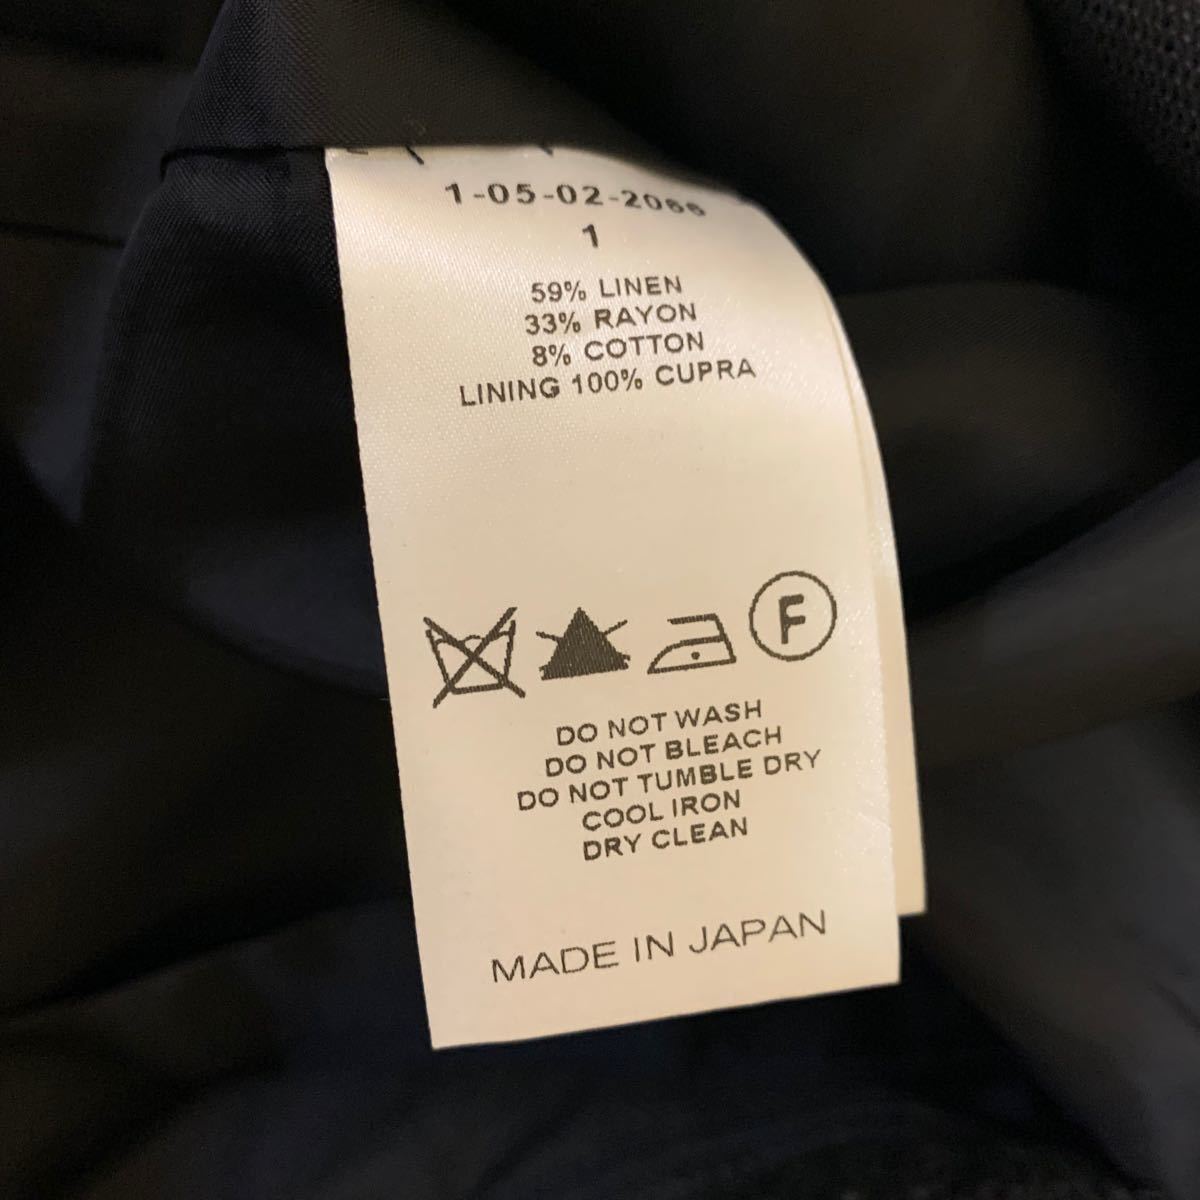 1-05-02-2066
1
59% LINEN
33% RAYON
8% COTTON
LINING 100% CUPRA
F
DO NOT WASH
DO NOT BLEACH
DO NOT TUMBLE DRY
COOL IRON
DRY CLEAN
MADE IN JAPAN